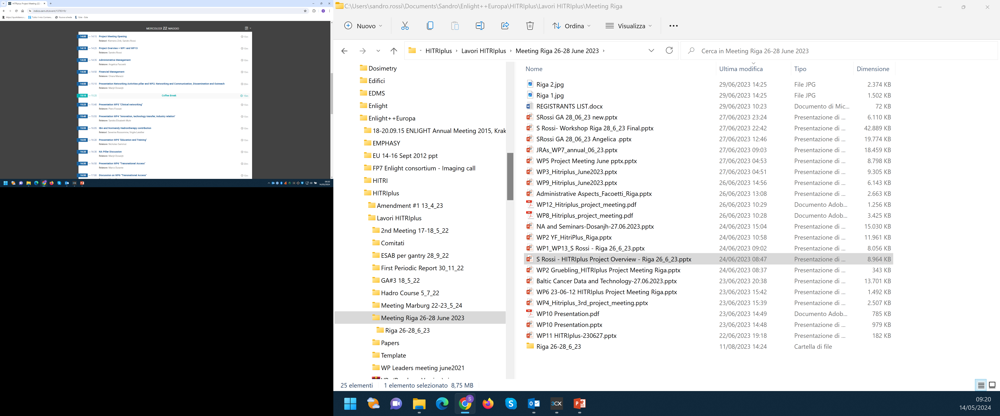 HITRIplus Project Meeting (22-
indico.cern.ch/event/1378319/
https://quotidiano.r...
Tutto il mio Corriere...
Nuova scheda
Este - Este
MERCOLEDÌ 22 MAGGIO
14:00 → 14:15 Project Meeting Opening 15m
Relatori: Klemens Zink, Sandro Rossi
14:15 → 14:25 Project Overview + WP1 and WP13 10m
Relatore: Sandro Rossi
14:25 → 14:35 Administrative Management 10m
Relatore: Angelica Facoetti
14:35 → 14:50 Financial Management 15m
Relatore: Chiara Marazzi
14:50 → 15:10 Presentation Networking Activities pillar and WP2: Networking and Communication, Dissemination and Outreach 20m
Relatore: Manjit Dosanjh
15:10 → 15:25 Coffee Break 15m
15:25 → 15:40 Presentation WP3 "Clinical networking" 15m
Relatore: Piero Fossati
15:40 → 15:55 Presentation WP4 "Innovation, technology transfer, industry relation" 15m
Relatore: Sandra Elisabeth Muhr
15:55 → 16:05 IBA and Normandy Hadrontherapy contribution 10m
Relatori: Severine Rossomme, Virgile Letellier
16:05 → 16:20 Presentation WP5 "Education and Training" 15m
Relatore: Nicholas Sammut
16:20 → 16:30 NA Pillar Discussion 10m
Relatore: Manjit Dosanjh
16:30 → 16:50 Presentation WP6 "Transnational Access" 20m
Relatore: Marco Durante
16:50 → 17:00 Discussion on WP6 "Transnational Access" 10m
09:20
14/05/2024
C:\Users\sandro.rossi\Documents\Sandro\Enlight++Europa\HITRIplus\Lavori HITRIplus\Meeting Riga
Nuovo
Ordina
Visualizza
« HITRIplus › Lavori HITRIplus › Meeting Riga 26-28 June 2023 ›
Cerca in Meeting Riga 26-28 June 2023
Dosimetry
Edifici
EDMS
Enlight
Enlight++Europa
18-20.09.15 ENLIGHT Annual Meeting 2015, Krak
EMPHASY
EU 14-16 Sept 2012 ppt
FP7 Enlight consortium - Imaging call
HITRI
HITRIplus
Amendment #1 13_4_23
Lavori HITRIplus
2nd Meeting 17-18_5_22
Comitati
ESAB per gantry 28_9_22
First Periodic Report 30_11_22
GA#3 18_5_22
Hadro Course 5_7_22
Meeting Marburg 22-23_5_24
Meeting Riga 26-28 June 2023
Riga 26-28_6_23
Papers
Template
WP Leaders meeting june2021
Nome Ultima modifica Tipo Dimensione
Riga 2.jpg 29/06/2023 14:25 File JPG 2.374 KB
Riga 1.jpg 29/06/2023 14:25 File JPG 1.502 KB
REGISTRANTS LIST.docx 29/06/2023 10:23 Documento di Mic... 72 KB
SRossi GA 28_06_23 new.pptx 27/06/2023 23:24 Presentazione di ... 6.110 KB
S Rossi- Workshop Riga 28_6_23 Final.pptx 27/06/2023 22:42 Presentazione di ... 42.889 KB
SRossi GA 28_06_23 Angelica .pptx 27/06/2023 12:46 Presentazione di ... 19.774 KB
JRAs_WP7_annual_06_23.pptx 27/06/2023 09:03 Presentazione di ... 18.459 KB
WP5 Project Meeting June pptx.pptx 27/06/2023 04:53 Presentazione di ... 8.798 KB
WP3_Hitriplus_June2023.pptx 27/06/2023 04:51 Presentazione di ... 9.305 KB
WP9_Hitriplus_June2023.pptx 26/06/2023 14:56 Presentazione di ... 6.143 KB
Administrative Aspects_Facoetti_Riga.pptx 26/06/2023 13:08 Presentazione di ... 2.663 KB
WP12_Hitriplus_project_meeting.pdf 26/06/2023 10:29 Documento Adob... 1.256 KB
WP8_Hitriplus_project_meeting.pdf 26/06/2023 10:28 Documento Adob... 3.425 KB
NA and Seminars-Dosanjh-27.06.2023.pptx 24/06/2023 15:04 Presentazione di ... 15.030 KB
WP2 YF_HitriPlus_Riga.pptx 24/06/2023 10:58 Presentazione di ... 11.961 KB
WP1_WP13_S Rossi - Riga 26_6_23.pptx 24/06/2023 09:02 Presentazione di ... 8.056 KB
S Rossi - HITRIplus Project Overview - Riga 26_6_23.pptx 24/06/2023 08:47 Presentazione di ... 8.964 KB
WP2 Gruebling_HITRIplus Project Meeting Riga.pptx 24/06/2023 08:37 Presentazione di ... 343 KB
Baltic Cancer Data and Technology-27.06.2023.pptx 23/06/2023 20:38 Presentazione di ... 13.701 KB
WP6 23-06-12 HITRIplus Project Meeting Riga.pptx 23/06/2023 15:42 Presentazione di ... 1.492 KB
WP4_Hitriplus_3rd_project_meeting.pptx 23/06/2023 15:39 Presentazione di ... 2.507 KB
WP10 Presentation.pdf 23/06/2023 14:49 Documento Adob... 785 KB
WP10 Presentation.pptx 23/06/2023 14:48 Presentazione di ... 979 KB
WP11 HITRIplus-230627.pptx 22/06/2023 19:18 Presentazione di ... 182 KB
Riga 26-28_6_23 11/08/2023 14:24 Cartella di file
25 elementi 1 elemento selezionato 8,75 MB
3CX
09:20
14/05/2024